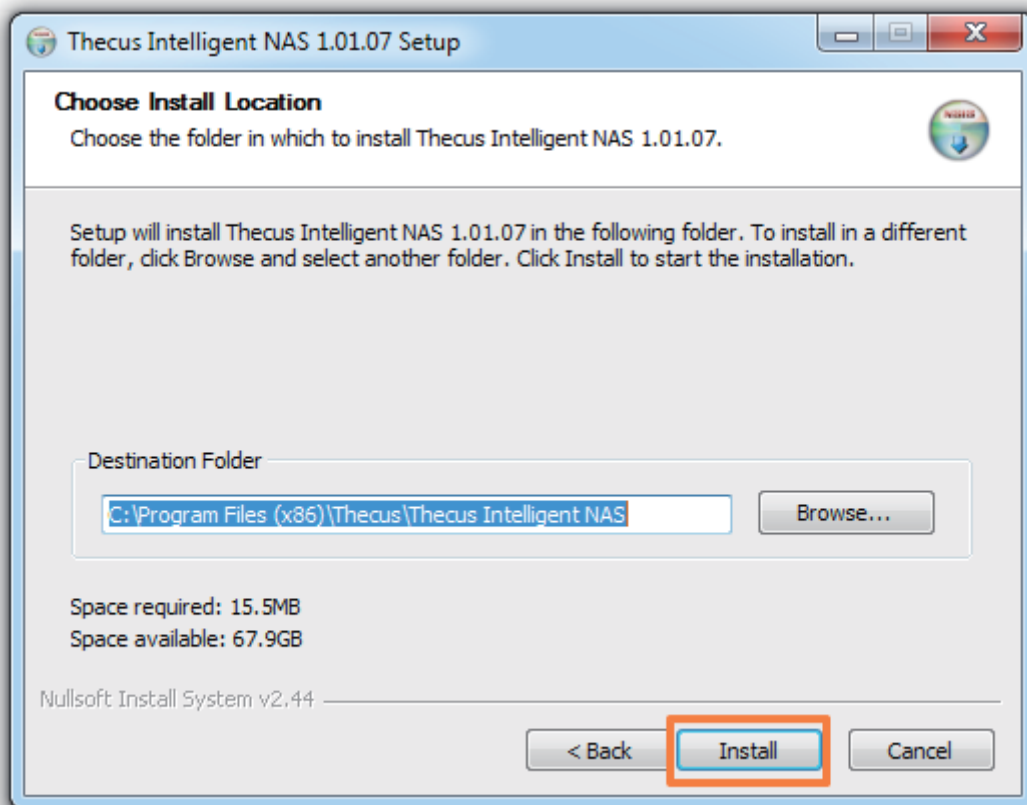 Thecus Intelligent NAS 1.01.07 Setup
Choose Install Location
Choose the folder in which to install Thecus Intelligent NAS 1.01.07.
NSIS
Setup will install Thecus Intelligent NAS 1.01.07 in the following folder. To install in a different
folder, click Browse and select another folder. Click Install to start the installation.
Destination Folder
C:\Program Files (x86)\Thecus\Thecus Intelligent NAS
Browse...
Space required: 15.5MB
Space available: 67.9GB
Nullsoft Install System v2.44
< Back
Install
Cancel